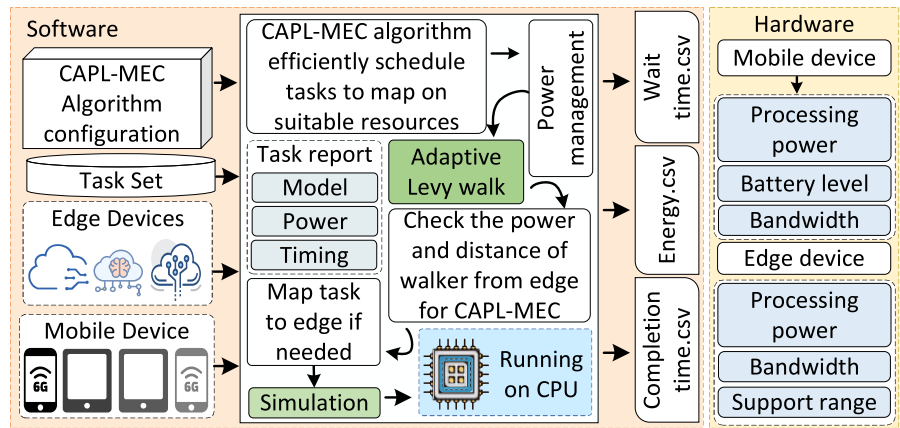 Software
CAPL-MEC
Algorithm
configuration
Task Set
Edge Devices
Mobile Device
6G
6G
CAPL-MEC algorithm
efficiently schedule
tasks to map on
suitable resources
Power
management
Task report
Model
Power
Timing
Adaptive
Levy walk
Check the power
and distance of
walker from edge
for CAPL-MEC
Map task
to edge if
needed
Simulation
Running
on CPU
Wait
time.csv
Energy.csv
Completion
time.csv
Hardware
Mobile device
Processing
power
Battery level
Bandwidth
Edge device
Processing
power
Bandwidth
Support range